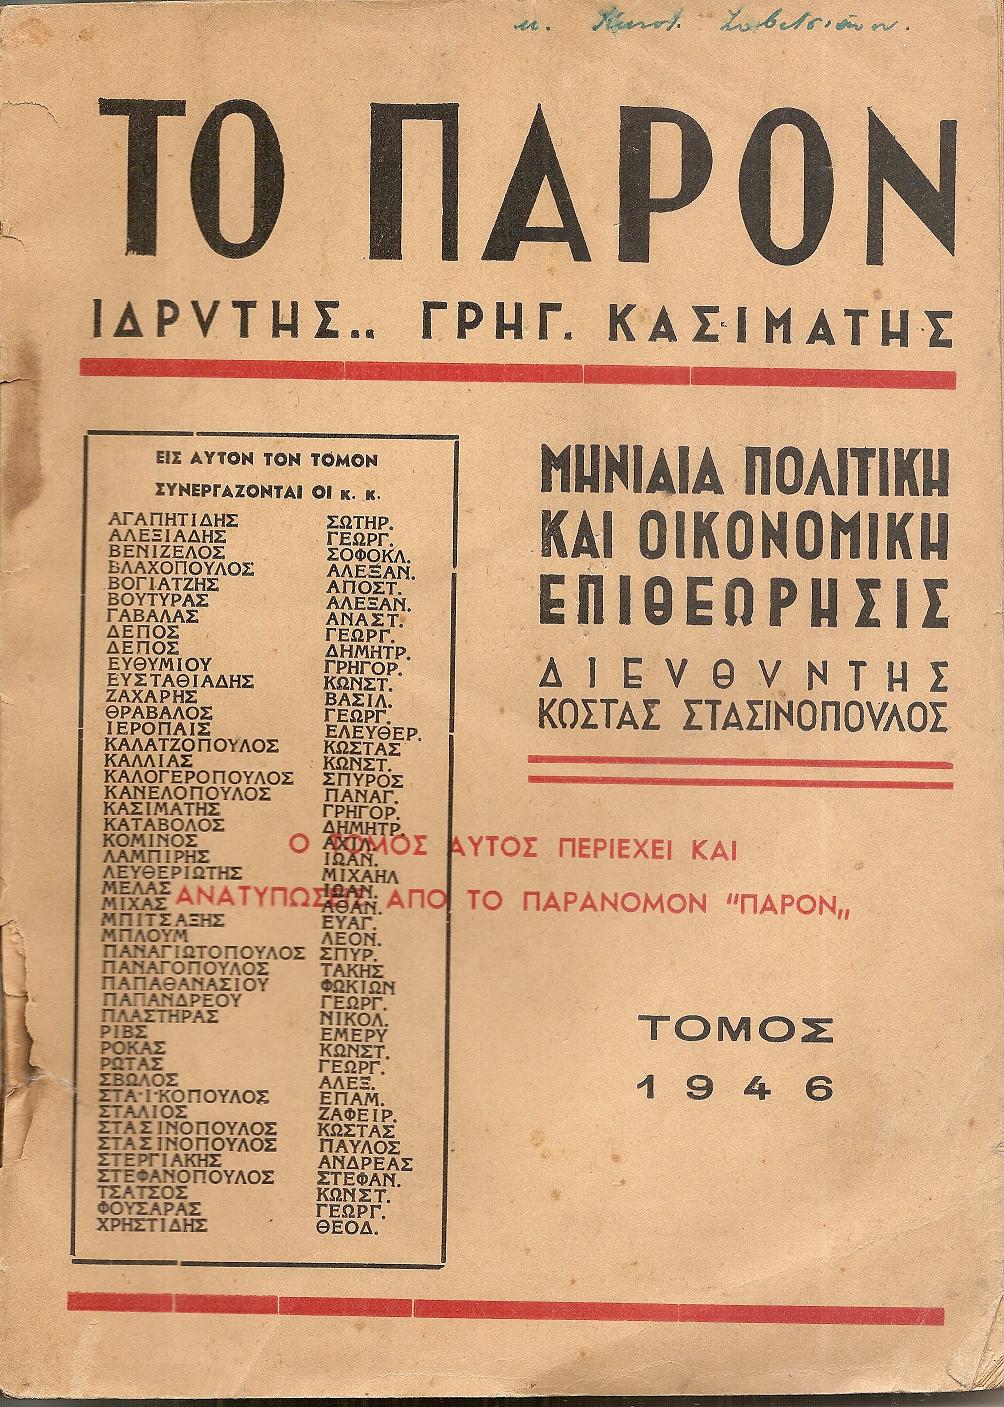 ΤΟ ΠΑΡΟΝ
ΙΔΡΥΤΗΣ.. ΓΡΗΓ. ΚΑΣΙΜΑΤΗΣ
ΕΙΣ ΑΥΤΟΝ ΤΟΝ ΤΟΜΟΝ
ΣΥΝΕΡΓΑΖΟΝΤΑΙ ΟΙ κ. κ.
ΑΓΑΠΗΤΙΔΗΣ ΣΩΤΗΡ.
ΑΛΕΞΙΑΔΗΣ ΓΕΩΡΓ.
ΒΕΝΙΖΕΛΟΣ ΣΟΦΟΚΛ.
ΒΛΑΧΟΠΟΥΛΟΣ ΑΛΕΞΑΝ.
ΒΟΓΙΑΤΖΗΣ ΑΠΟΣΤ.
ΒΟΥΤΥΡΑΣ ΑΛΕΞΑΝ.
ΓΑΒΑΛΑΣ ΑΝΑΣΤ.
ΔΕΠΟΣ ΓΕΩΡΓ.
ΔΕΠΟΣ ΔΗΜΗΤΡ.
ΕΥΘΥΜΙΟΥ ΓΡΗΓΟΡ.
ΕΥΣΤΑΘΙΑΔΗΣ ΚΩΝΣΤ.
ΖΑΧΑΡΗΣ ΒΑΣΙΛ.
ΘΡΑΒΑΛΟΣ ΓΕΩΡΓ.
ΙΕΡΟΠΑΙΣ ΕΛΕΥΘΕΡ.
ΚΑΛΑΤΖΟΠΟΥΛΟΣ ΚΩΣΤΑΣ
ΚΑΛΛΙΑΣ ΚΩΝΣΤ.
ΚΑΛΟΓΕΡΟΠΟΥΛΟΣ ΣΠΥΡΟΣ
ΚΑΝΕΛΟΠΟΥΛΟΣ ΠΑΝΑΓ.
ΚΑΣΙΜΑΤΗΣ ΓΡΗΓΟΡ.
ΚΑΤΑΒΟΛΟΣ ΔΗΜΗΤΡ.
ΚΟΜΙΝΟΣ ΑΧΙΛ.
ΛΑΜΠΙΡΗΣ ΙΩΑΝ.
ΛΕΥΘΕΡΙΩΤΗΣ ΜΙΧΑΗΛ
ΜΕΛΑΣ ΙΩΑΝ.
ΜΙΧΑΣ ΑΘΑΝ.
ΜΠΙΤΣΑΞΗΣ ΕΥΑΓ.
ΜΠΛΟΥΜ ΛΕΟΝ.
ΠΑΝΑΓΙΩΤΟΠΟΥΛΟΣ ΣΠΥΡ.
ΠΑΝΑΓΟΠΟΥΛΟΣ ΤΑΚΗΣ
ΠΑΠΑΘΑΝΑΣΙΟΥ ΦΩΚΙΩΝ
ΠΑΠΑΝΔΡΕΟΥ ΓΕΩΡΓ.
ΠΛΑΣΤΗΡΑΣ ΝΙΚΟΛ.
ΡΙΒΣ ΕΜΕΡΥ
ΡΟΚΑΣ ΚΩΝΣΤ.
ΡΩΤΑΣ ΓΕΩΡΓ.
ΣΒΩΛΟΣ ΑΛΕΞ.
ΣΤΑ·Ι·ΚΟΠΟΥΛΟΣ ΕΠΑΜ.
ΣΤΑΛΙΟΣ ΖΑΦΕΙΡ.
ΣΤΑΣΙΝΟΠΟΥΛΟΣ ΚΩΣΤΑΣ
ΣΤΑΣΙΝΟΠΟΥΛΟΣ ΠΑΥΛΟΣ
ΣΤΕΡΓΙΑΚΗΣ ΑΝΔΡΕΑΣ
ΣΤΕΦΑΝΟΠΟΥΛΟΣ ΣΤΕΦΑΝ.
ΤΣΑΤΣΟΣ ΚΩΝΣΤ.
ΦΟΥΣΑΡΑΣ ΓΕΩΡΓ.
ΧΡΗΣΤΙΔΗΣ ΘΕΟΔ.
ΜΗΝΙΑΙΑ ΠΟΛΙΤΙΚΗ
ΚΑΙ ΟΙΚΟΝΟΜΙΚΗ
ΕΠΙΘΕΩΡΗΣΙΣ
ΔΙΕΥΘΥΝΤΗΣ
ΚΩΣΤΑΣ ΣΤΑΣΙΝΟΠΟΥΛΟΣ
Ο ΤΟΜΟΣ ΑΥΤΟΣ ΠΕΡΙΕΧΕΙ ΚΑΙ
ΑΝΑΤΥΠΩΣΕΙΣ ΑΠΟ ΤΟ ΠΑΡΑΝΟΜΟΝ "ΠΑΡΟΝ„
ΤΟΜΟΣ
1946